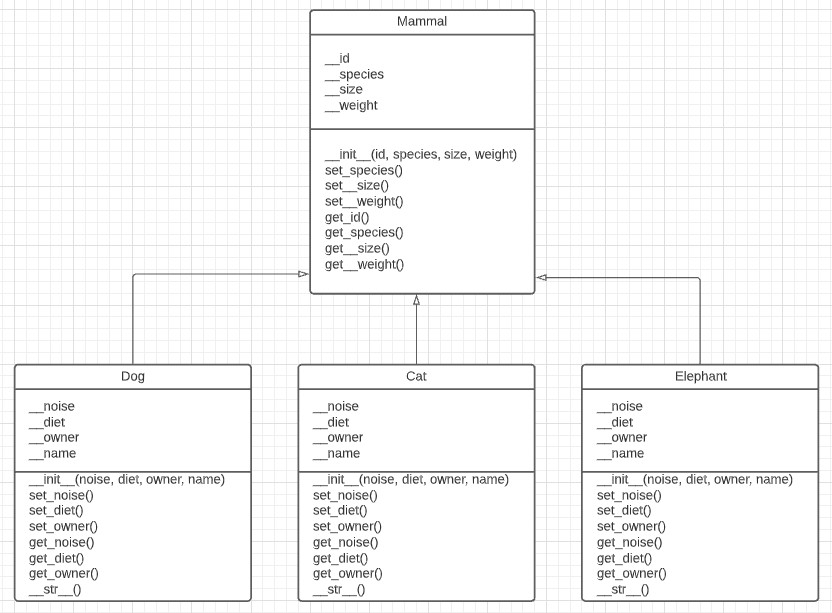 Mammal
__id
__species
__size
__weight
__init__(id, species, size, weight)
set_species()
set__size()
set__weight()
get_id()
get_species()
get__size()
get__weight()
Dog
__noise
__diet
__owner
__name
__init__(noise, diet, owner, name)
set_noise()
set_diet()
set_owner()
get_noise()
get_diet()
get_owner()
__str__()
Cat
__noise
__diet
__owner
__name
__init__(noise, diet, owner, name)
set_noise()
set_diet()
set_owner()
get_noise()
get_diet()
get_owner()
__str__()
Elephant
__noise
__diet
__owner
__name
__init__(noise, diet, owner, name)
set_noise()
set_diet()
set_owner()
get_noise()
get_diet()
get_owner()
__str__()